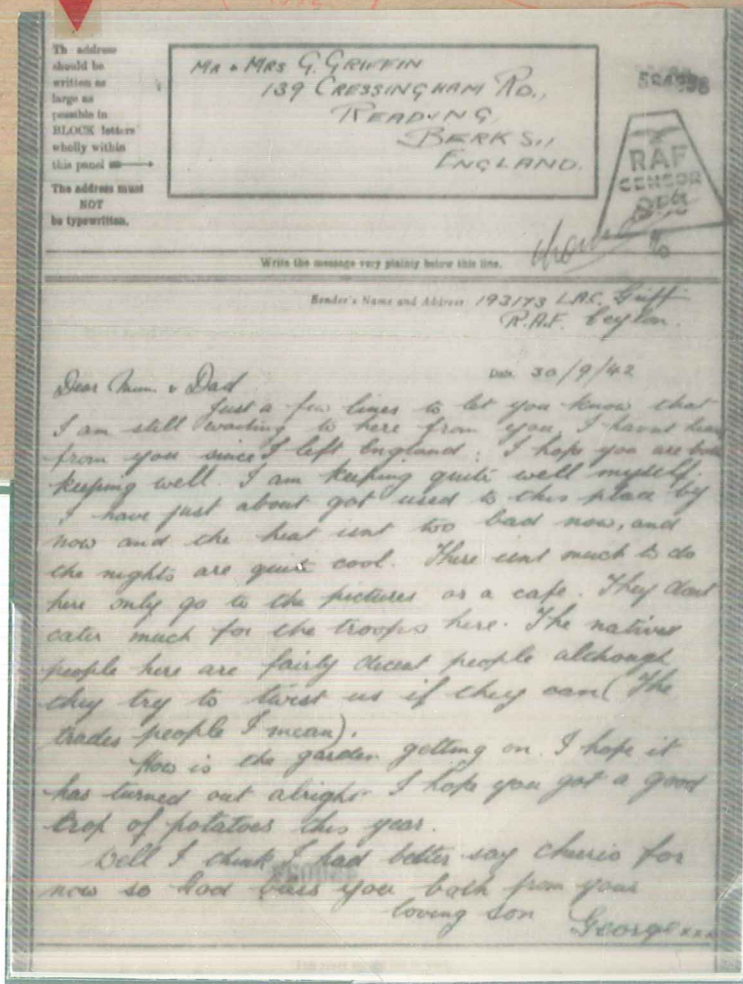 Th address
should be
written as
large as
possible in
BLOCK letters
wholly within
this panel
The address must
NOT
be typewritten.
MR & MRS G. GRIFFIN
139 CRESSINGHAM RD.,
READING,
BERKS.,
ENGLAND.
RAF
CENSOR
Write the message very plainly below this line.
Sender's Name and Address 193173 L.A.C. Griffin
R.A.F. Ceylon.
Date 30/9/42
Dear Mum & Dad
Just a few lines to let you know that
I am still waiting to here from you, I havnt hear
from you since I left England; I hope you are both
keeping well. I am keeping quite well myself.
I have just about got used to this place by
now and the heat isnt too bad now, and
the nights are quite cool. There isnt much to do
here only go to the pictures or a cafe. They dont
cater much for the troops here. The native
people here are fairly decent people although
they try to twist us if they can (The
trades people I mean).
How is the garden getting on. I hope it
has turned out alright I hope you got a good
crop of potatoes this year.
Well I think I had better say cheerio for
now so God bless you both from your
loving son
George xxx